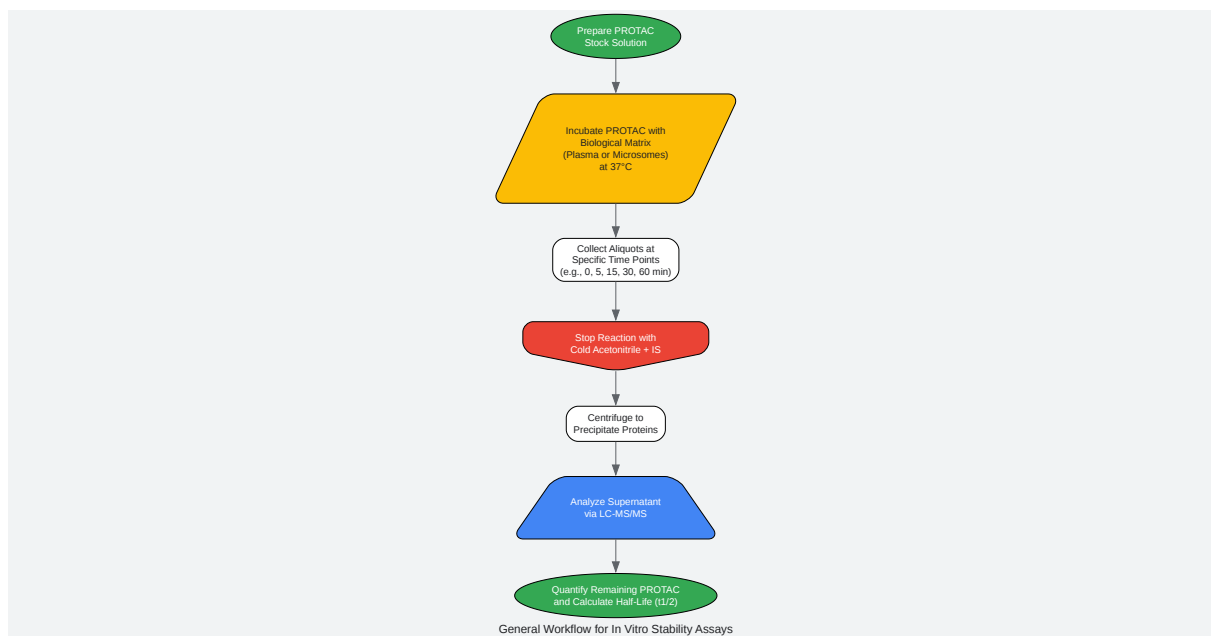 Prepare PROTAC
Stock Solution
Incubate PROTAC with
Biological Matrix
(Plasma or Microsomes)
at 37°C
Collect Aliquots at
Specific Time Points
(e.g., 0, 5, 15, 30, 60 min)
Stop Reaction with
Cold Acetonitrile + IS
Centrifuge to
Precipitate Proteins
Analyze Supernatant
via LC-MS/MS
Quantify Remaining PROTAC
and Calculate Half-Life (t1/2)
General Workflow for In Vitro Stability Assays